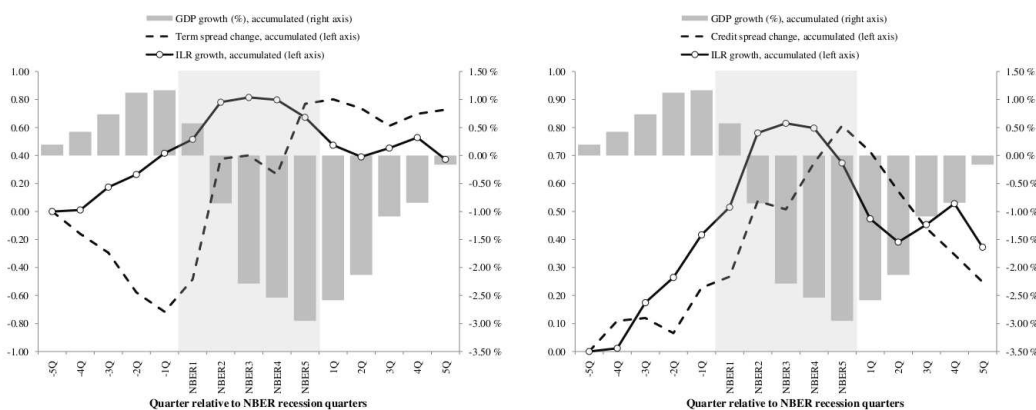 GDP growth (%), accumulated (right axis)
Term spread change, accumulated (left axis)
ILR growth, accumulated (left axis)
1.00
0.80
0.60
0.40
0.20
0.00
-0.20
-0.40
-0.60
-0.80
-1.00
1.50 %
1.00 %
0.50 %
0.00 %
-0.50 %
-1.00 %
-1.50 %
-2.00 %
-2.50 %
-3.00 %
-3.50 %
-5Q
-4Q
-3Q
-2Q
-1Q
NBER1
NBER2
NBER3
NBER4
NBER5
1Q
2Q
3Q
4Q
5Q
Quarter relative to NBER recession quarters
GDP growth (%), accumulated (right axis)
Credit spread change, accumulated (left axis)
ILR growth, accumulated (left axis)
1.00
0.90
0.80
0.70
0.60
0.50
0.40
0.30
0.20
0.10
0.00
1.50 %
1.00 %
0.50 %
0.00 %
-0.50 %
-1.00 %
-1.50 %
-2.00 %
-2.50 %
-3.00 %
-3.50 %
-5Q
-4Q
-3Q
-2Q
-1Q
NBER1
NBER2
NBER3
NBER4
NBER5
1Q
2Q
3Q
4Q
5Q
Quarter relative to NBER recession quarters